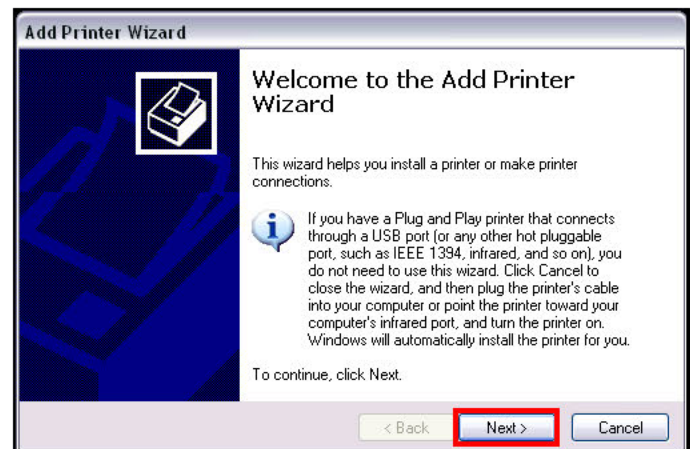 Add Printer Wizard
Welcome to the Add Printer
Wizard
This wizard helps you install a printer or make printer
connections.
If you have a Plug and Play printer that connects
through a USB port (or any other hot pluggable
port, such as IEEE 1394, infrared, and so on), you
do not need to use this wizard. Click Cancel to
close the wizard, and then plug the printer's cable
into your computer or point the printer toward your
computer's infrared port, and turn the printer on.
Windows will automatically install the printer for you.
To continue, click Next.
< Back Next > Cancel